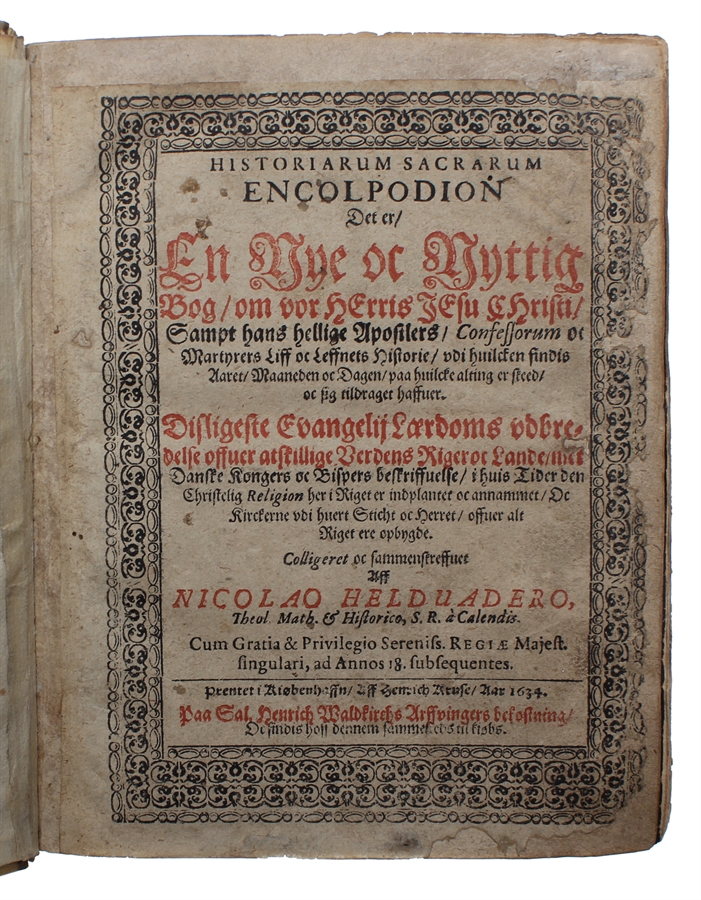 HISTORIARUM SACRARUM
ENCOLPODION
Det er/
En Nye oc Nyttig
Bog/ om vor HErris JEsu CHristi/
Sampt hans hellige Apostlers/ Confessorum oc
Martyrers Liff oc Leffnets Historie/ vdi huilcken findis
Aaret/ Maaneden oc Dagen/ paa huilcke alting er skeed/
oc sig tildraget haffuer.
Disligeste Evangelij Lærdoms vdbre-
delse offuer atskillige Verdens Riger oc Lande/ met
Danske Kongers oc Bispers beskriffuelse/ i huis Tider den
Christelig Religion her i Riget er indplantet oc annammet/ Oc
Kirckerne vdi huert Sticht oc Herret/ offuer alt
Riget ere opbygde.
Colligeret oc sammenskreffuet
Aff
NICOLAO HELDUADERO,
Theol. Math. & Historico, S. R. à Calendis.
Cum Gratia & Privilegio Sereniss. REGIÆ Majest.
singulari, ad Annos 18. subsequentes.
Prentet i Kiøbenhaffn/ Aff Henrich Kruse/ Aar 1634.
Paa Sal. Henrich Waldkirchs Arffvingers bekostning/
Oc findis hoss dennem sammesteds til kiøbs.